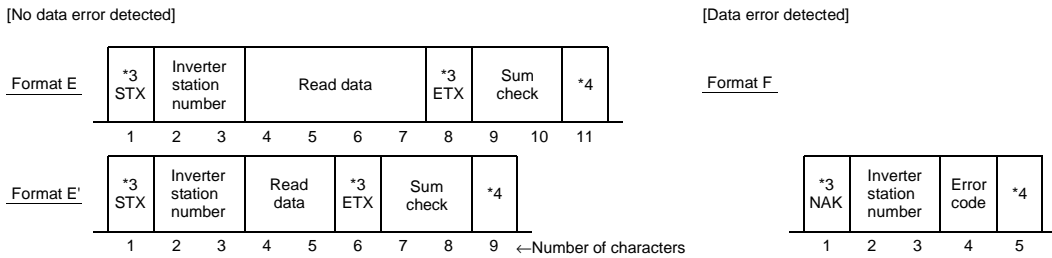 [No data error detected] [Data error detected]
Format E
*3 STX
Inverter station number
Read data
*3 ETX
Sum check
*4
1 2 3 4 5 6 7 8 9 10 11
Format F
Format E'
*3 STX
Inverter station number
Read data
*3 ETX
Sum check
*4
1 2 3 4 5 6 7 8 9 ←Number of characters
*3 NAK
Inverter station number
Error code
*4
1 2 3 4 5